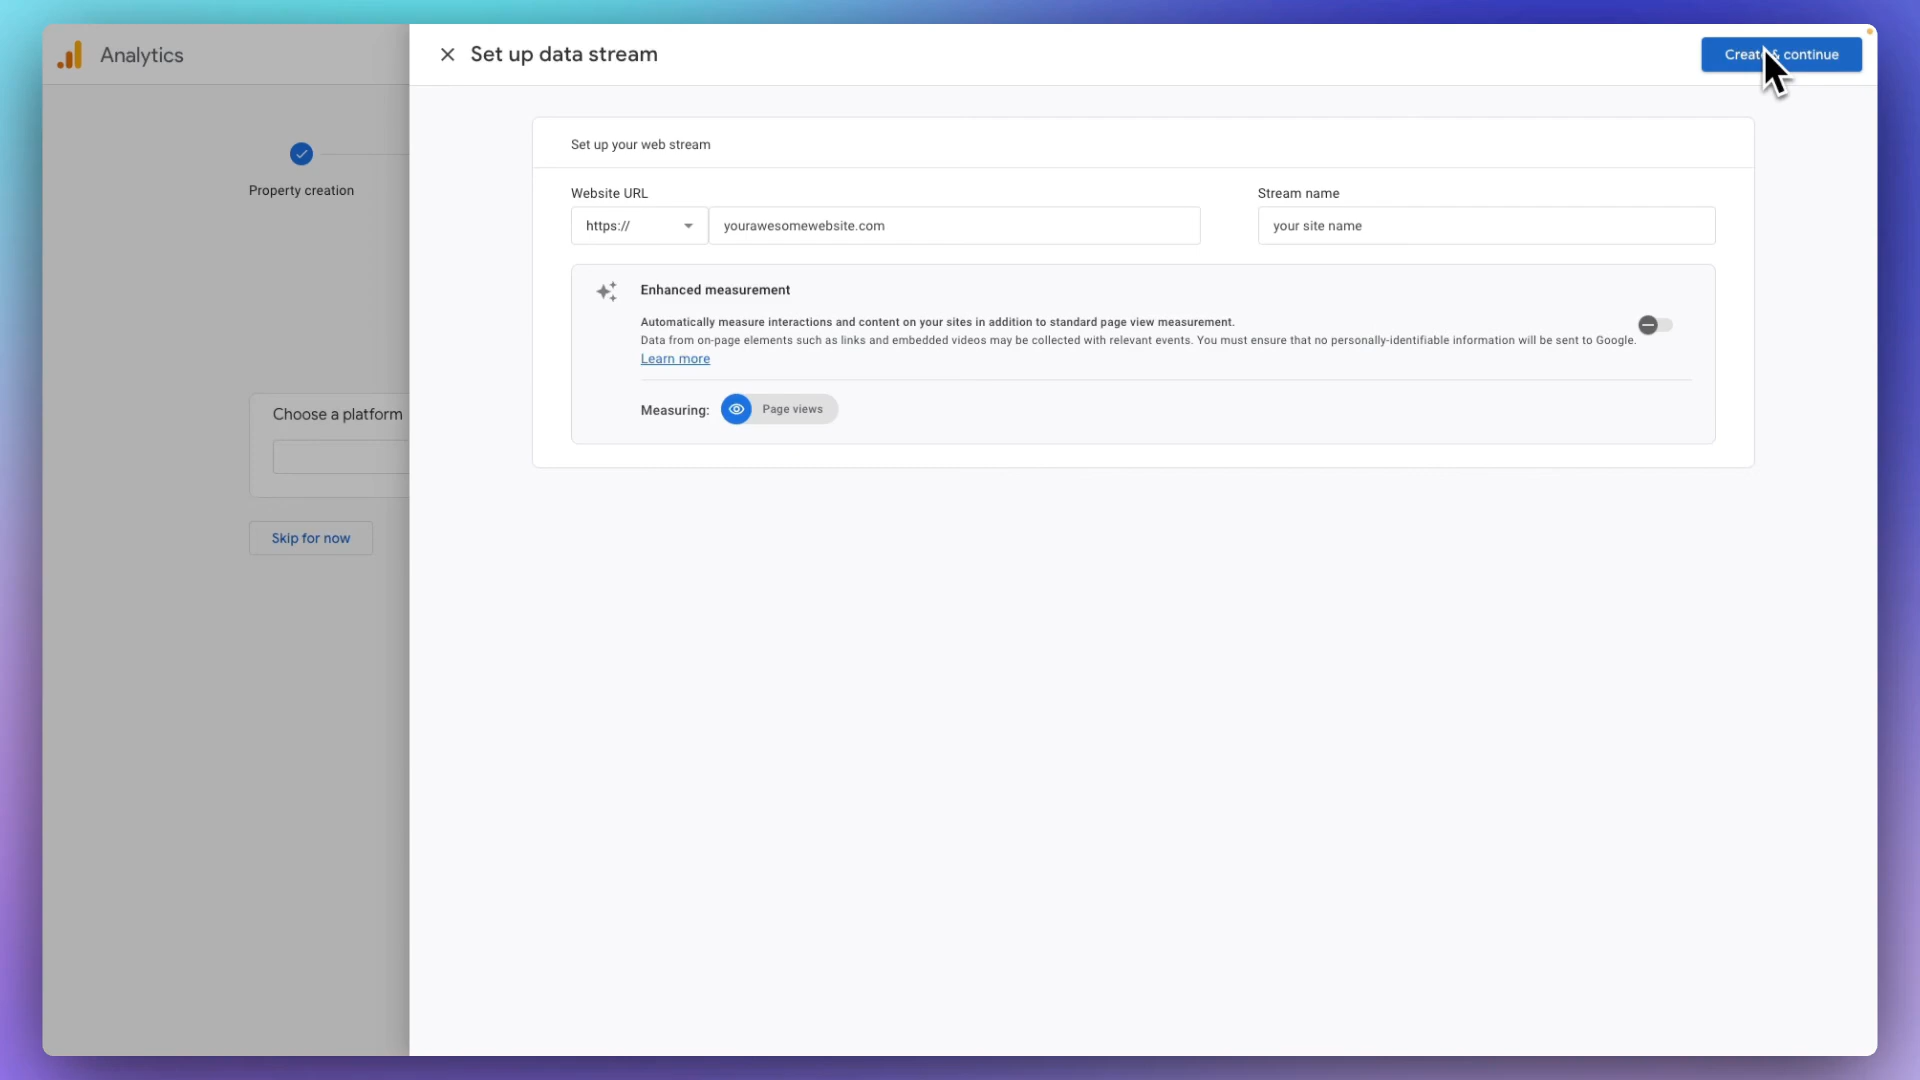 Analytics
Set up data stream
Create & continue
Property creation
Set up your web stream
Website URL
Stream name
https://
yourawesomewebsite.com
your site name
Enhanced measurement
Automatically measure interactions and content on your sites in addition to standard page view measurement.
Data from on-page elements such as links and embedded videos may be collected with relevant events. You must ensure that no personally-identifiable information will be sent to Google.
Learn more
Measuring:
Page views
Choose a platform
Skip for now